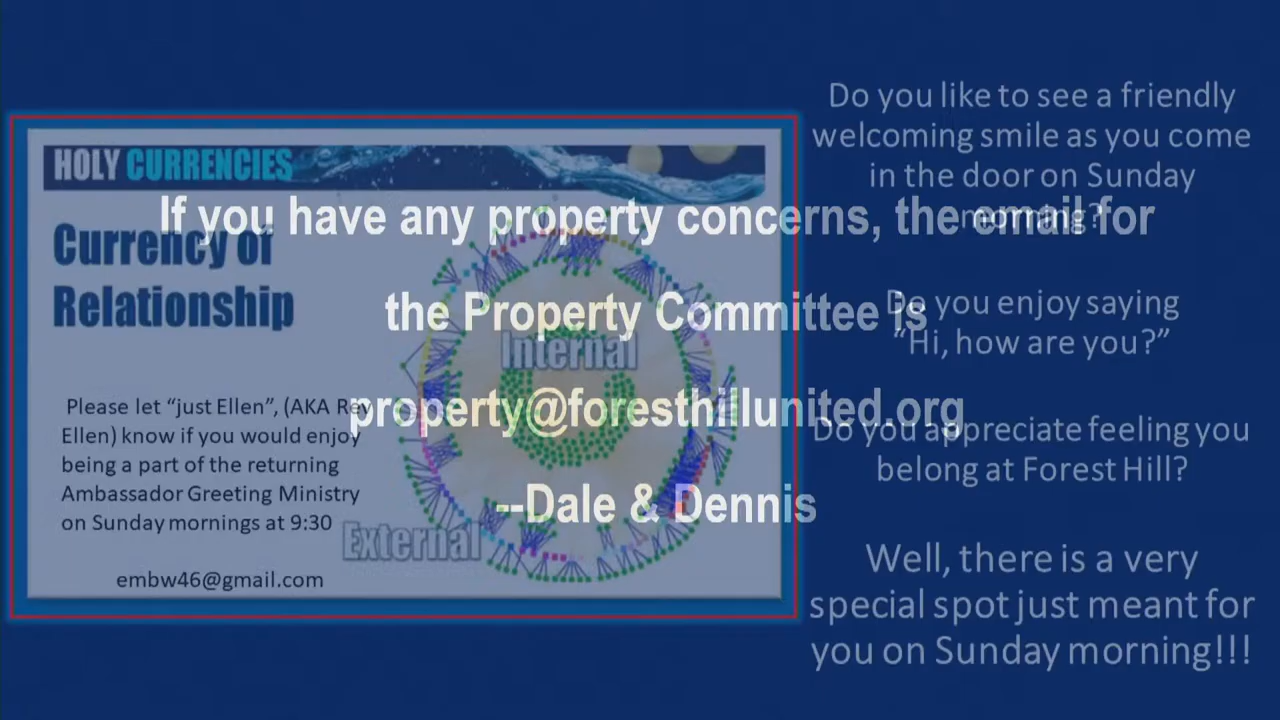 HOLY CURRENCIES
Currency of
Relationship
Internal
External
Please let “just Ellen”, (AKA Rev
Ellen) know if you would enjoy
being a part of the returning
Ambassador Greeting Ministry
on Sunday mornings at 9:30
embw46@gmail.com
If you have any property concerns, the email for
the Property Committee is
property@foresthillunited.org
--Dale & Dennis
Do you like to see a friendly
welcoming smile as you come
in the door on Sunday
morning?
Do you enjoy saying
“Hi, how are you?”
Do you appreciate feeling you
belong at Forest Hill?
Well, there is a very
special spot just meant for
you on Sunday morning!!!